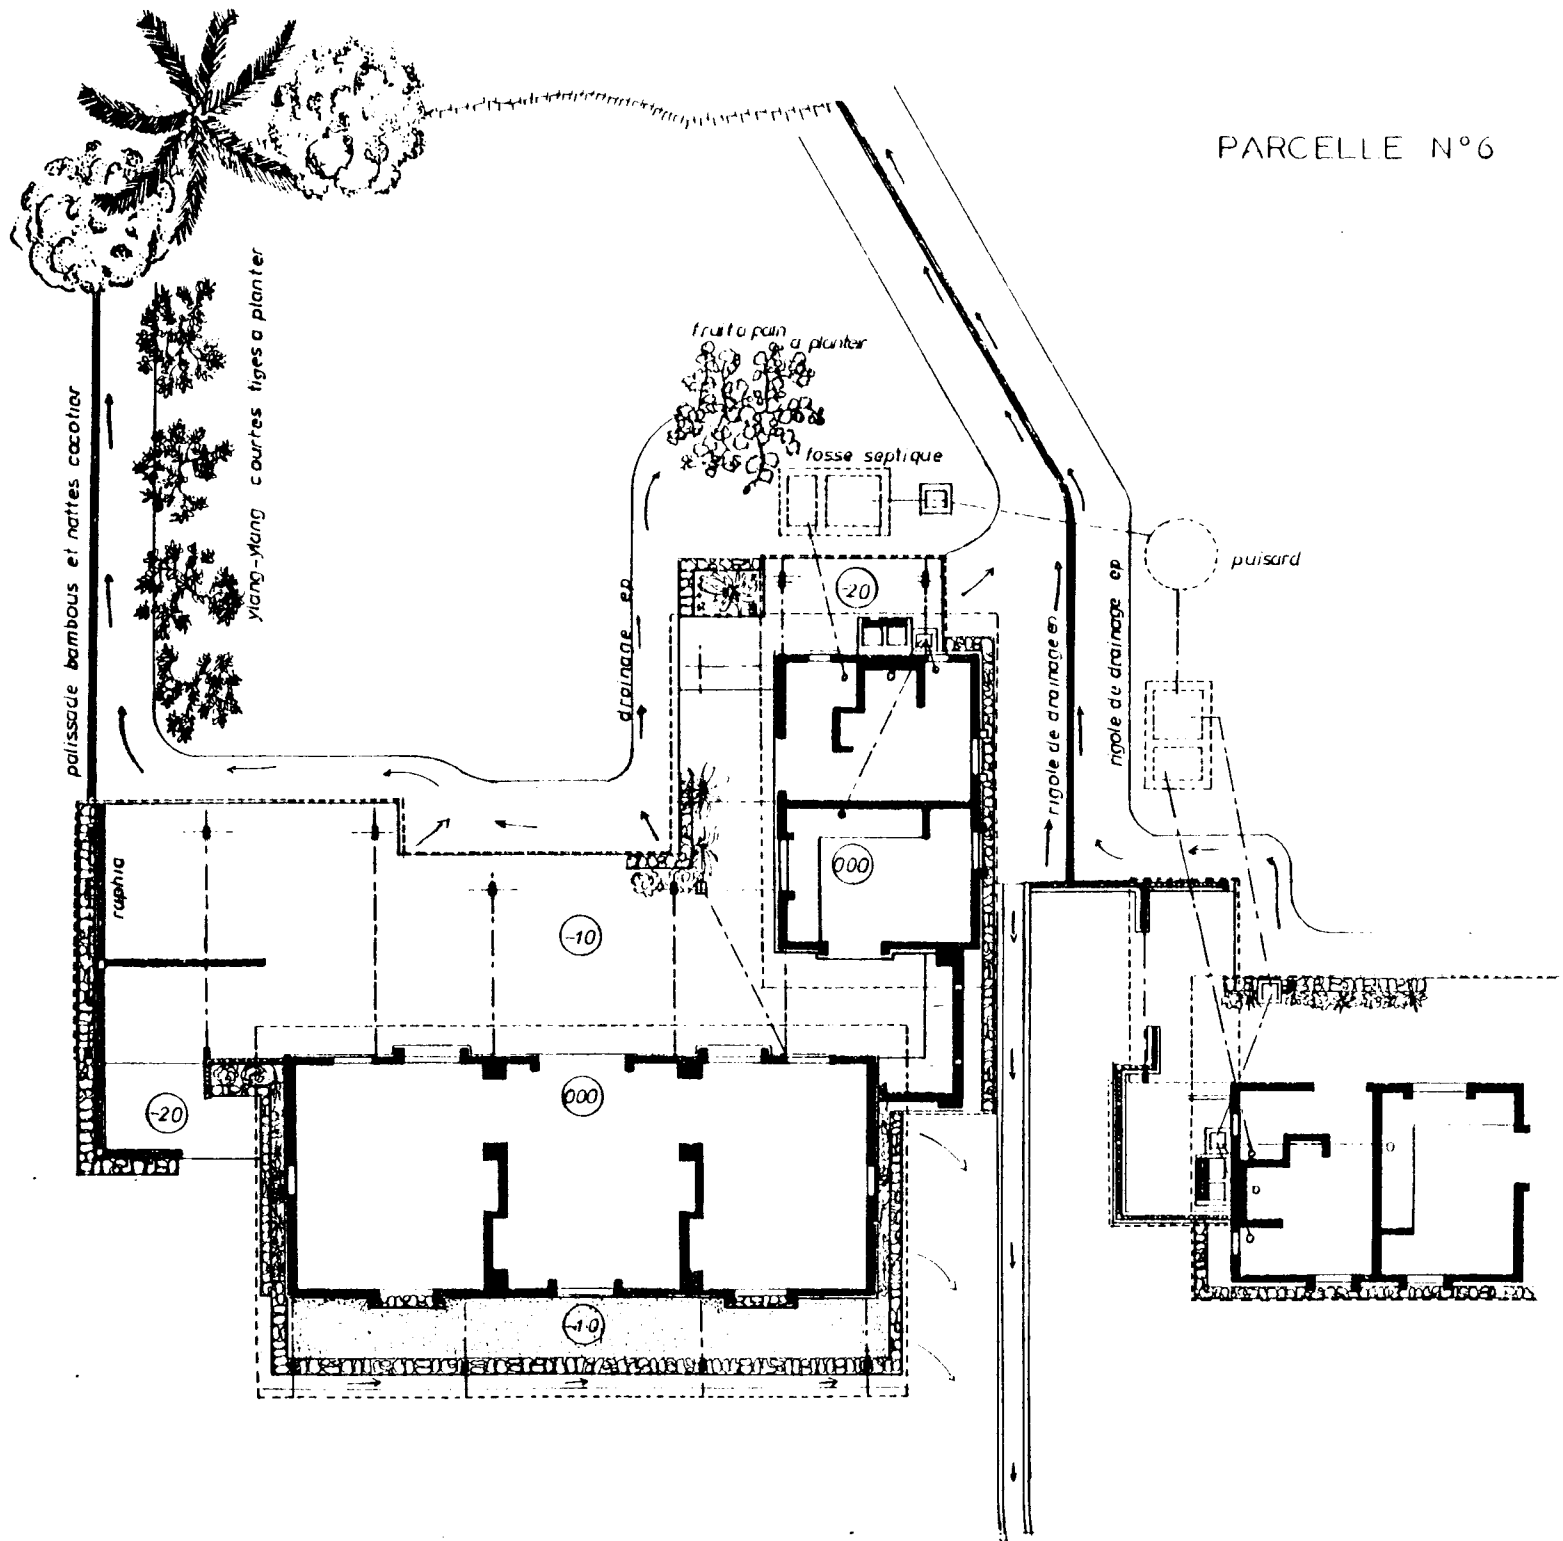 PARCELLE N°6
fruit a pain
a planter
fosse septique
puisard
palissade bambous et nattes cocotier
ylang-ylang courtes tiges a planter
drainage ep
rigole de drainage en
rigole de drainage ep
raphia
-20
000
-10
000
-20
-10